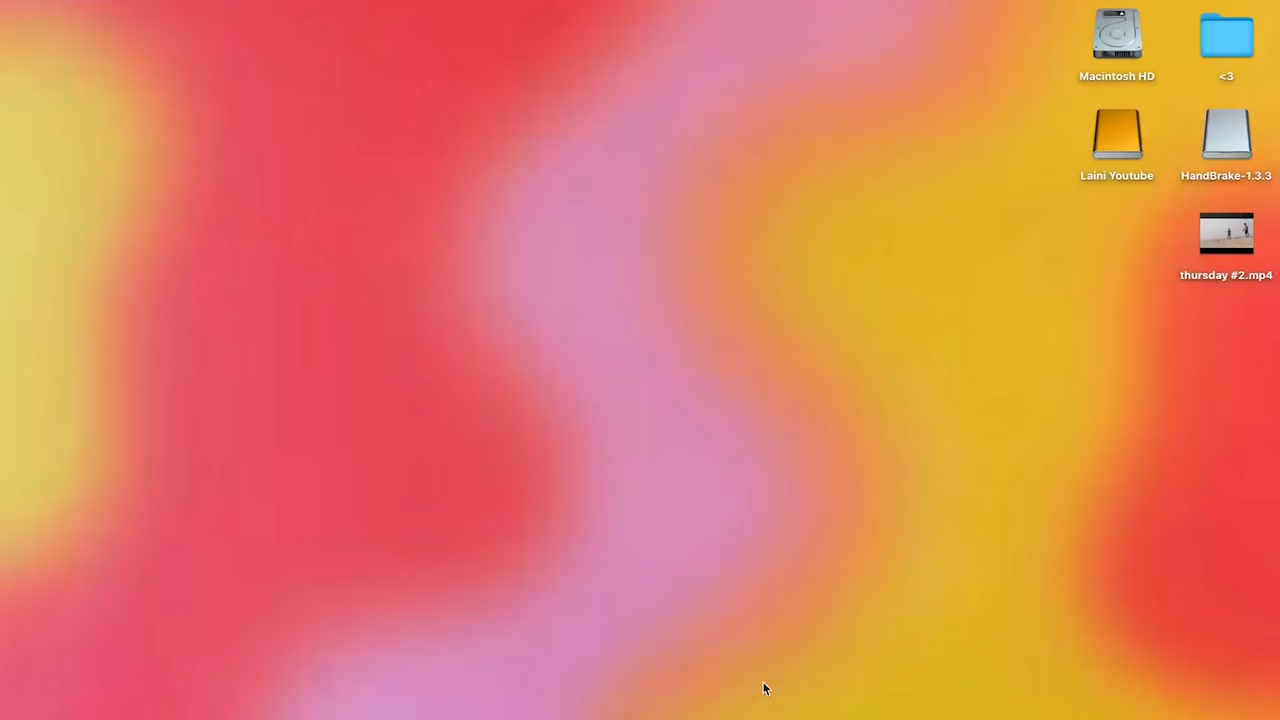 Macintosh HD
<3
Laini Youtube
HandBrake-1.3.3
thursday #2.mp4